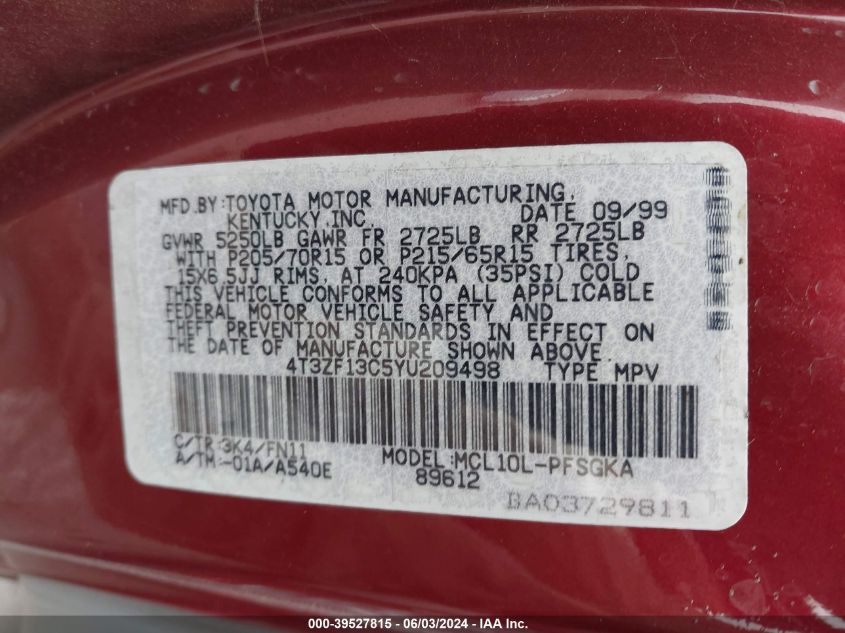 MFD.BY:TOYOTA MOTOR MANUFACTURING,
KENTUCKY,INC. DATE 09/99
GVWR 5250LB GAWR FR 2725LB RR 2725LB
WITH P205/70R15 OR P215/65R15 TIRES,
15X6.5JJ RIMS, AT 240KPA (35PSI) COLD
THIS VEHICLE CONFORMS TO ALL APPLICABLE
FEDERAL MOTOR VEHICLE SAFETY AND
THEFT PREVENTION STANDARDS IN EFFECT ON
THE DATE OF MANUFACTURE SHOWN ABOVE.
4T3ZF13C5YU209498 TYPE MPV
C/TR:3K4/FN11 MODEL:MCL10L-PFSGKA
A/TM:-01A/A540E 89612
BA03729811
000-39527815 - 06/03/2024 - IAA, Inc.